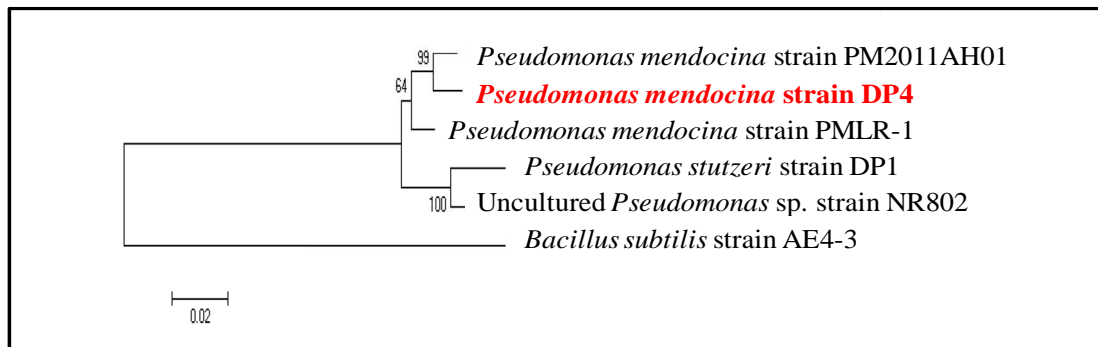 99
Pseudomonas mendocina strain PM2011AH01
64
Pseudomonas mendocina strain DP4
Pseudomonas mendocina strain PMLR-1
Pseudomonas stutzeri strain DP1
100
Uncultured Pseudomonas sp. strain NR802
Bacillus subtilis strain AE4-3
0.02